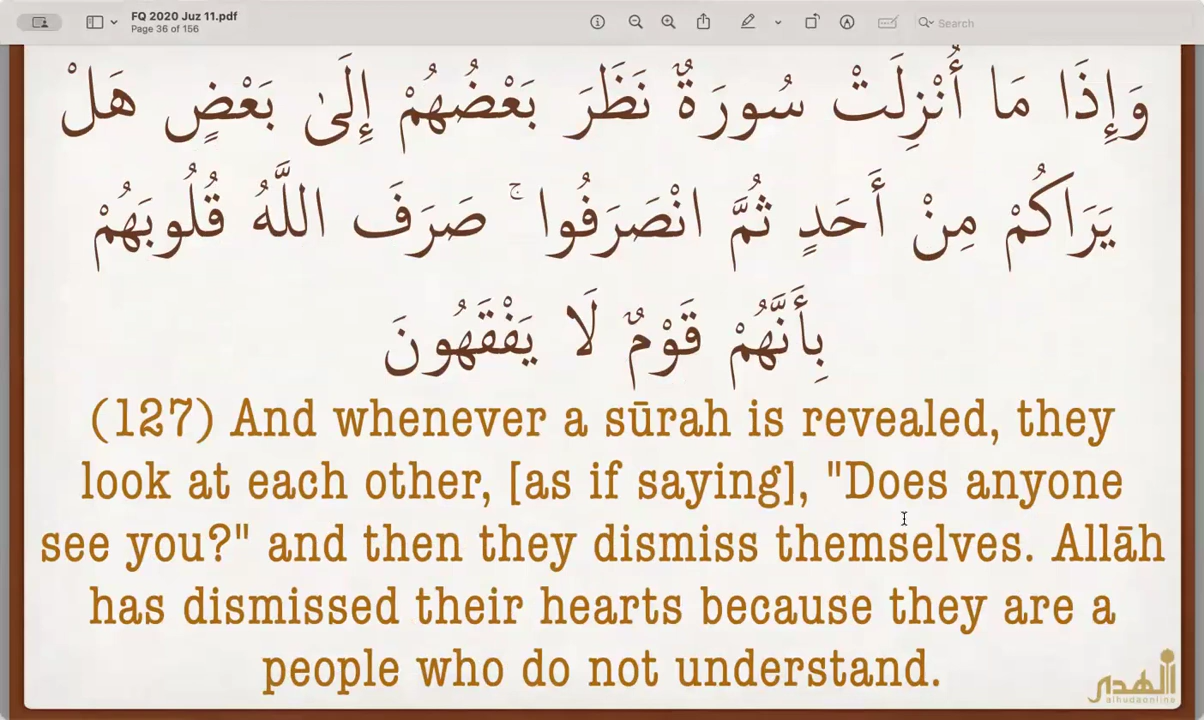 FQ 2020 Juz 11.pdf
Page 36 of 156
Search
وَإِذَا مَا أُنْزِلَتْ سُورَةٌ نَظَرَ بَعْضُهُمْ إِلَىٰ بَعْضٍ هَلْ
يَرَاكُمْ مِنْ أَحَدٍ ثُمَّ انْصَرَفُوا ۚ صَرَفَ اللَّهُ قُلُوبَهُمْ
بِأَنَّهُمْ قَوْمٌ لَا يَفْقَهُونَ
(127) And whenever a sūrah is revealed, they
look at each other, [as if saying], "Does anyone
see you?" and then they dismiss themselves. Allāh
has dismissed their hearts because they are a
people who do not understand.
الهدى
alhudaonline